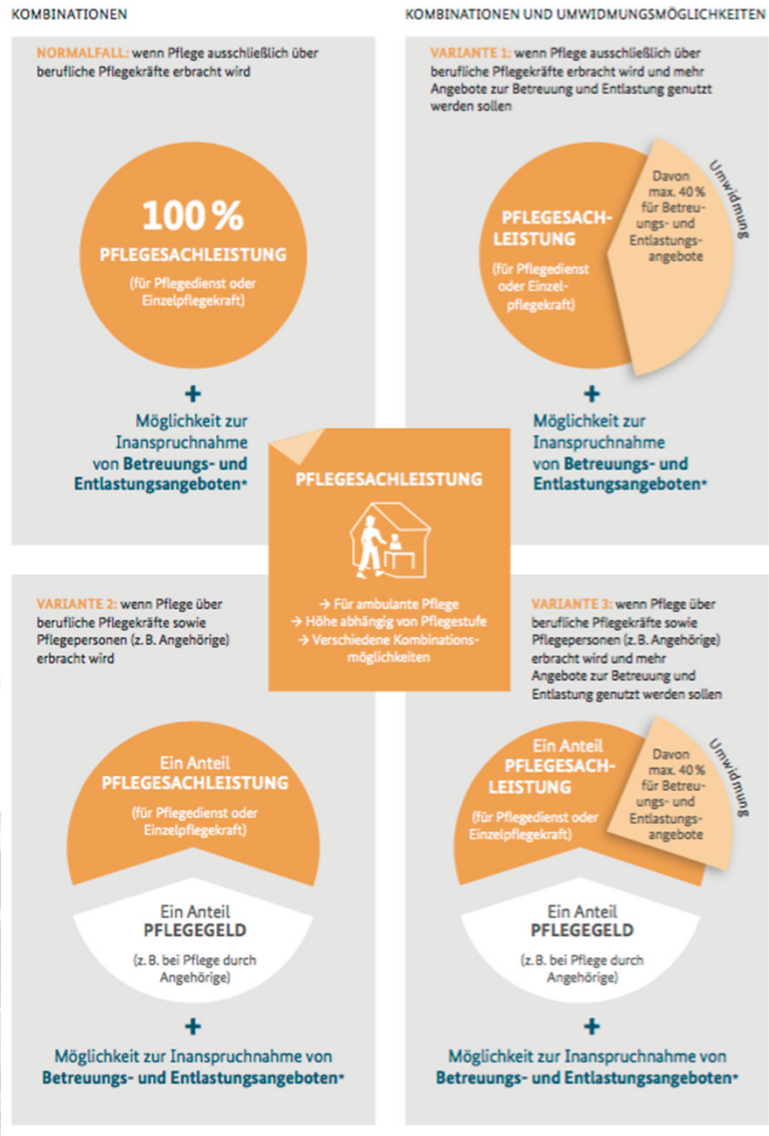 KOMBINATIONEN
NORMALFALL: wenn Pflege ausschließlich über
berufliche Pflegekräfte erbracht wird
100 %
PFLEGESACHLEISTUNG
(für Pflegedienst oder
Einzelpflegekraft)
+
Möglichkeit zur
Inanspruchnahme
von Betreuungs- und
Entlastungsangeboten*
KOMBINATIONEN UND UMWIDMUNGSMÖGLICHKEITEN
VARIANTE 1: wenn Pflege ausschließlich über
berufliche Pflegekräfte erbracht wird und mehr
Angebote zur Betreuung und Entlastung genutzt
werden sollen
PFLEGESACH-
LEISTUNG
(für Pflegedienst
oder Einzel-
pflegekraft)
Davon
max. 40 %
für Betreu-
ungs- und
Entlastungs-
angebote
Umwidmung
+
Möglichkeit zur
Inanspruchnahme
von Betreuungs- und
Entlastungsangeboten*
PFLEGESACHLEISTUNG
→ Für ambulante Pflege
→ Höhe abhängig von Pflegestufe
→ Verschiedene Kombinations-
möglichkeiten
VARIANTE 2: wenn Pflege über
berufliche Pflegekräfte sowie
Pflegepersonen (z. B. Angehörige)
erbracht wird
Ein Anteil
PFLEGESACHLEISTUNG
(für Pflegedienst oder
Einzelpflegekraft)
Ein Anteil
PFLEGEGELD
(z. B. bei Pflege durch
Angehörige)
+
Möglichkeit zur Inanspruchnahme von
Betreuungs- und Entlastungsangeboten*
VARIANTE 3: wenn Pflege über
berufliche Pflegekräfte sowie
Pflegepersonen (z. B. Angehörige)
erbracht wird und mehr
Angebote zur Betreuung und
Entlastung genutzt werden sollen
Ein Anteil
PFLEGESACH-
LEISTUNG
(für Pflegedienst oder
Einzelpflegekraft)
Davon
max. 40 %
für Betreu-
ungs- und
Entlastungs-
angebote
Umwidmung
Ein Anteil
PFLEGEGELD
(z. B. bei Pflege durch
Angehörige)
+
Möglichkeit zur Inanspruchnahme von
Betreuungs- und Entlastungsangeboten*